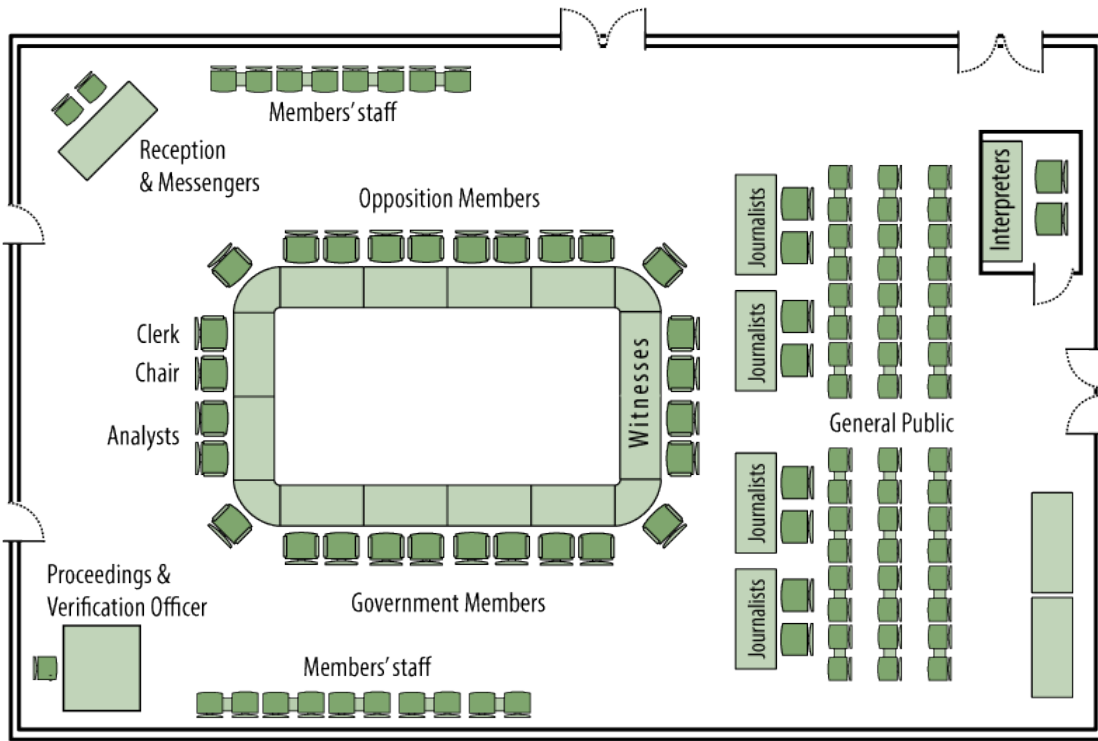 Members' staff
Reception
& Messengers
Opposition Members
Interpreters
Journalists
Journalists
Clerk
Chair
Analysts
Witnesses
General Public
Journalists
Journalists
Proceedings &
Verification Officer
Government Members
Members' staff